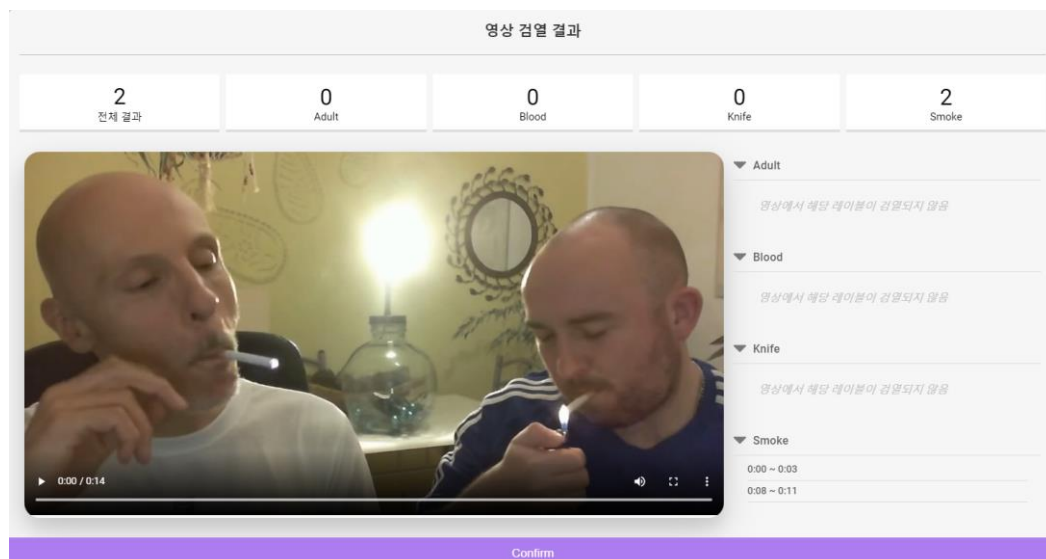 영상 검열 결과
2
전체 결과
0
Adult
0
Blood
0
Knife
2
Smoke
Adult
영상에서 해당 레이블이 검열되지 않음
Blood
영상에서 해당 레이블이 검열되지 않음
Knife
영상에서 해당 레이블이 검열되지 않음
Smoke
0:00 ~ 0:03
0:08 ~ 0:11
0:00 / 0:14
Confirm